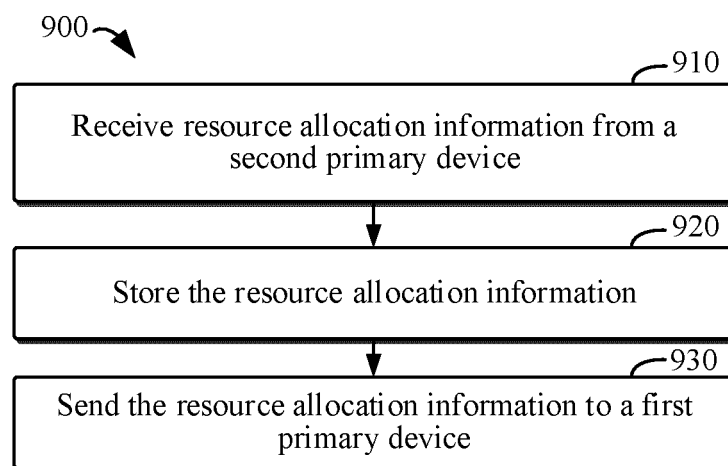 900
910
Receive resource allocation information from a
second primary device
920
Store the resource allocation information
930
Send the resource allocation information to a first
primary device